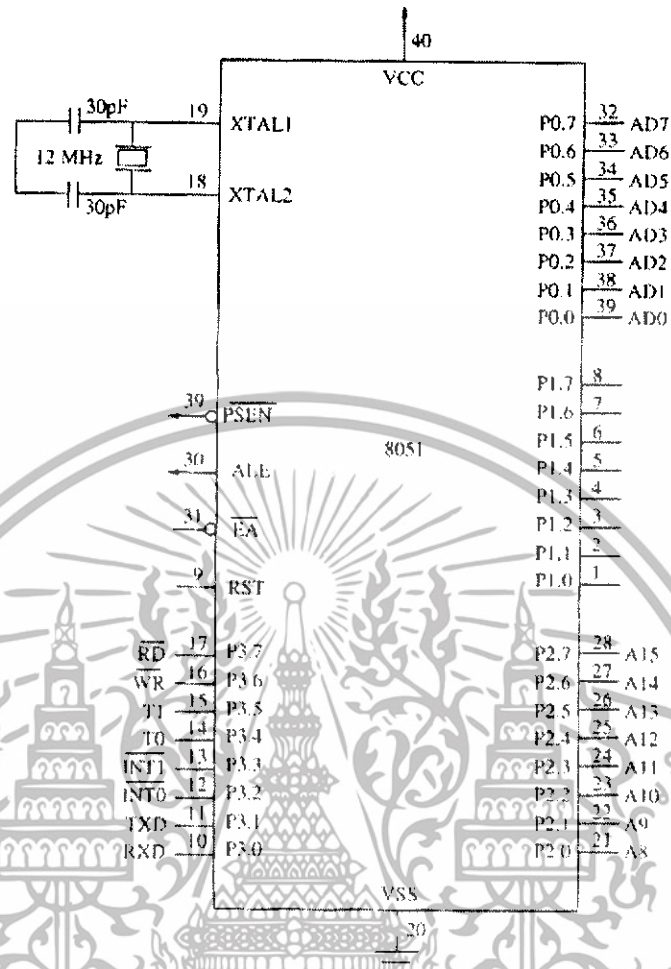 40
VCC
30pF
19
XTAL1
12 MHz
18
XTAL2
30pF
P0.7 32 AD7
P0.6 33 AD6
P0.5 34 AD5
P0.4 35 AD4
P0.3 36 AD3
P0.2 37 AD2
P0.1 38 AD1
P0.0 39 AD0
P1.7 8
P1.6 7
P1.5 6
P1.4 5
P1.3 4
P1.2 3
P1.1 2
P1.0 1
39 PSEN
8051
30 ALE
31 EA
9 RST
RD 17 P3.7
WR 16 P3.6
T1 15 P3.5
T0 14 P3.4
INT1 13 P3.3
INT0 12 P3.2
TXD 11 P3.1
RXD 10 P3.0
P2.7 28 A15
P2.6 27 A14
P2.5 26 A13
P2.4 25 A12
P2.3 24 A11
P2.2 23 A10
P2.1 22 A9
P2.0 21 A8
VSS
20